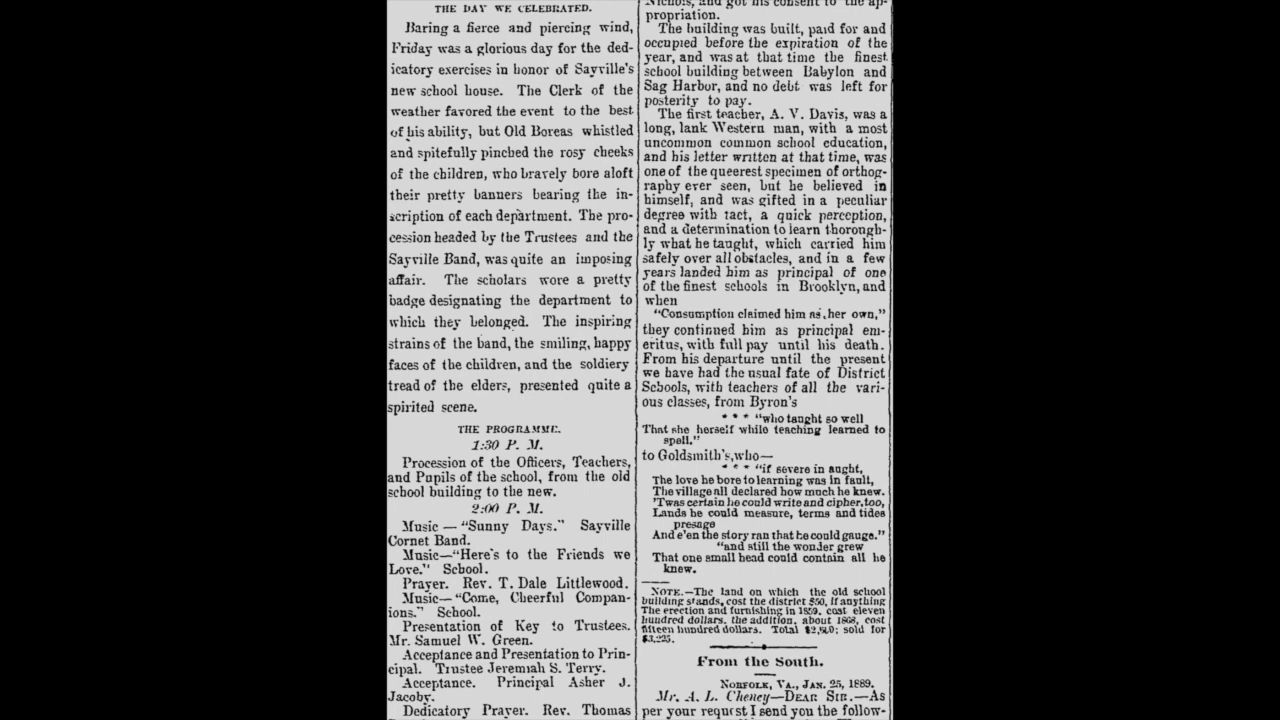 THE DAY WE CELEBRATED.
Baring a fierce and piercing wind,
Friday was a glorious day for the ded-
icatory exercises in honor of Sayville's
new school house. The Clerk of the
weather favored the event to the best
of his ability, but Old Boreas whistled
and spitefully pinched the rosy cheeks
of the children, who bravely bore aloft
their pretty banners bearing the in-
scription of each department. The pro-
cession headed by the Trustees and the
Sayville Band, was quite an imposing
affair. The scholars wore a pretty
badge designating the department to
which they belonged. The inspiring
strains of the band, the smiling, happy
faces of the children, and the soldiery
tread of the elders, presented quite a
spirited scene.
THE PROGRAMME.
1:30 P. M.
Procession of the Officers, Teachers,
and Pupils of the school, from the old
school building to the new.
2:00 P. M.
Music — "Sunny Days." Sayville
Cornet Band.
Music—"Here's to the Friends we
Love." School.
Prayer. Rev. T. Dale Littlewood.
Music—"Come, Cheerful Compan-
ions." School.
Presentation of Key to Trustees.
Mr. Samuel W. Green.
Acceptance and Presentation to Prin-
cipal. Trustee Jeremiah S. Terry.
Acceptance. Principal Asher J.
Jacoby.
Dedicatory Prayer. Rev. Thomas
Nichols, and got his consent to the ap-
propriation.
The building was built, paid for and
occupied before the expiration of the
year, and was at that time the finest
school building between Babylon and
Sag Harbor, and no debt was left for
posterity to pay.
The first teacher, A. V. Davis, was a
long, lank Western man, with a most
uncommon common school education,
and his letter written at that time, was
one of the queerest specimen of orthog-
raphy ever seen, but he believed in
himself, and was gifted in a peculiar
degree with tact, a quick perception,
and a determination to learn thorough-
ly what he taught, which carried him
safely over all obstacles, and in a few
years landed him as principal of one
of the finest schools in Brooklyn, and
when
"Consumption claimed him as her own,"
they continued him as principal em-
eritus, with full pay until his death.
From his departure until the present
we have had the usual fate of District
Schools, with teachers of all the vari-
ous classes, from Byron's
* * * "who taught so well
That she herself while teaching learned to
spell,"
to Goldsmith's, who—
* * * "if severe in aught,
The love he bore to learning was in fault,
The village all declared how much he knew.
'Twas certain he could write and cipher, too,
Lands he could measure, terms and tides
presage
And e'en the story ran that he could gauge."
"and still the wonder grew
That one small head could contain all he
knew.
NOTE.—The land on which the old school
building stands, cost the district $50, if anything
The erection and furnishing in 1859, cost eleven
hundred dollars, the addition, about 1868, cost
fifteen hundred dollars. Total sold for
From the South.
NORFOLK, VA., JAN. 25, 1889.
Mr. A. L. Cheney—DEAR SIR.—As
per your request I send you the follow-